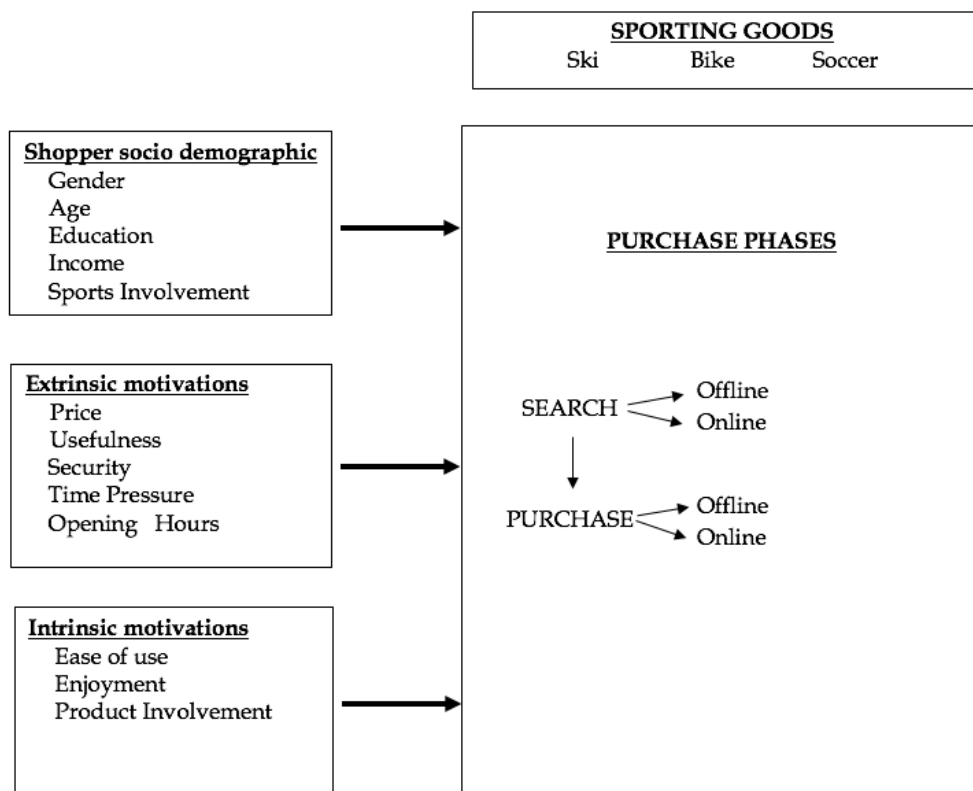 SPORTING GOODS
Ski Bike Soccer
Shopper socio demographic
Gender
Age
Education
Income
Sports Involvement
PURCHASE PHASES
Extrinsic motivations
Price
Usefulness
Security
Time Pressure
Opening Hours
SEARCH
Offline
Online
PURCHASE
Offline
Online
Intrinsic motivations
Ease of use
Enjoyment
Product Involvement